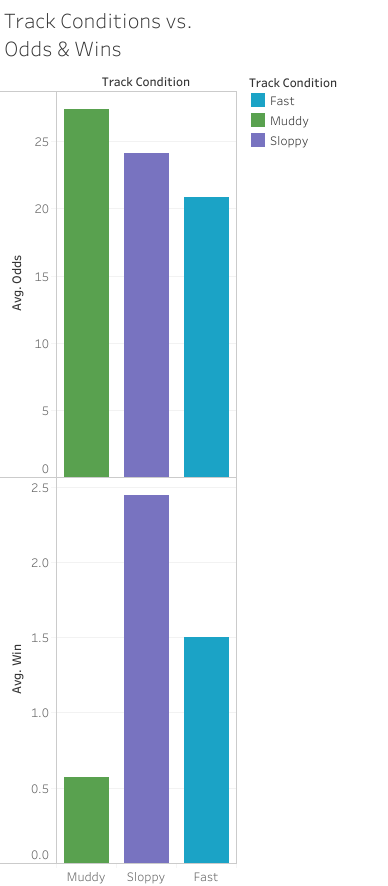 Track Conditions vs.
Odds & Wins
Track Condition
Track Condition
Fast
Muddy
Sloppy
Avg. Odds
25
20
15
10
5
0
Avg. Win
2.5
2.0
1.5
1.0
0.5
0.0
Muddy Sloppy Fast